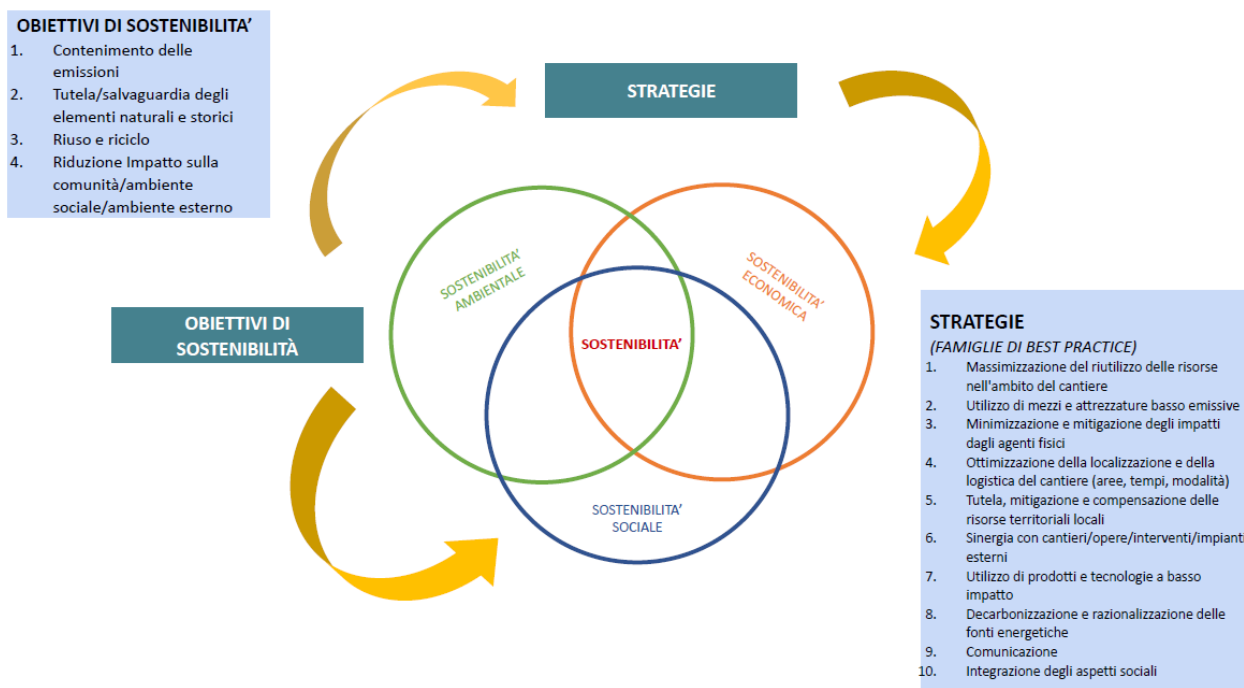 OBIETTIVI DI SOSTENIBILITA'
1. Contenimento delle
emissioni
2. Tutela/salvaguardia degli
elementi naturali e storici
3. Riuso e riciclo
4. Riduzione Impatto sulla
comunità/ambiente
sociale/ambiente esterno
STRATEGIE
SOSTENIBILITA'
AMBIENTALE
SOSTENIBILITA'
ECONOMICA
OBIETTIVI DI
SOSTENIBILITÀ
SOSTENIBILITA'
SOSTENIBILITA'
SOCIALE
STRATEGIE
(FAMIGLIE DI BEST PRACTICE)
1. Massimizzazione del riutilizzo delle risorse
nell'ambito del cantiere
2. Utilizzo di mezzi e attrezzature basso emissive
3. Minimizzazione e mitigazione degli impatti
dagli agenti fisici
4. Ottimizzazione della localizzazione e della
logistica del cantiere (aree, tempi, modalità)
5. Tutela, mitigazione e compensazione delle
risorse territoriali locali
6. Sinergia con cantieri/opere/interventi/impianti
esterni
7. Utilizzo di prodotti e tecnologie a basso
impatto
8. Decarbonizzazione e razionalizzazione delle
fonti energetiche
9. Comunicazione
10. Integrazione degli aspetti sociali